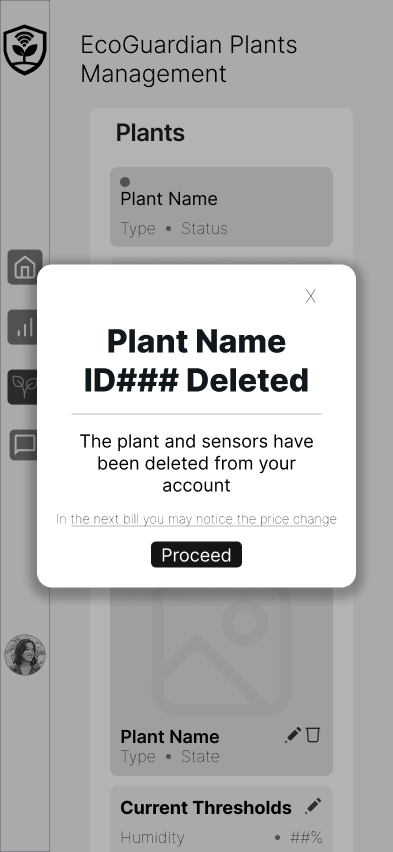 EcoGuardian Plants
Management
Plants
Plant Name
Type • Status
X
Plant Name
ID### Deleted
The plant and sensors have
been deleted from your
account
In the next bill you may notice the price change
Proceed
Plant Name
Type • State
Current Thresholds
Humidity • ##%